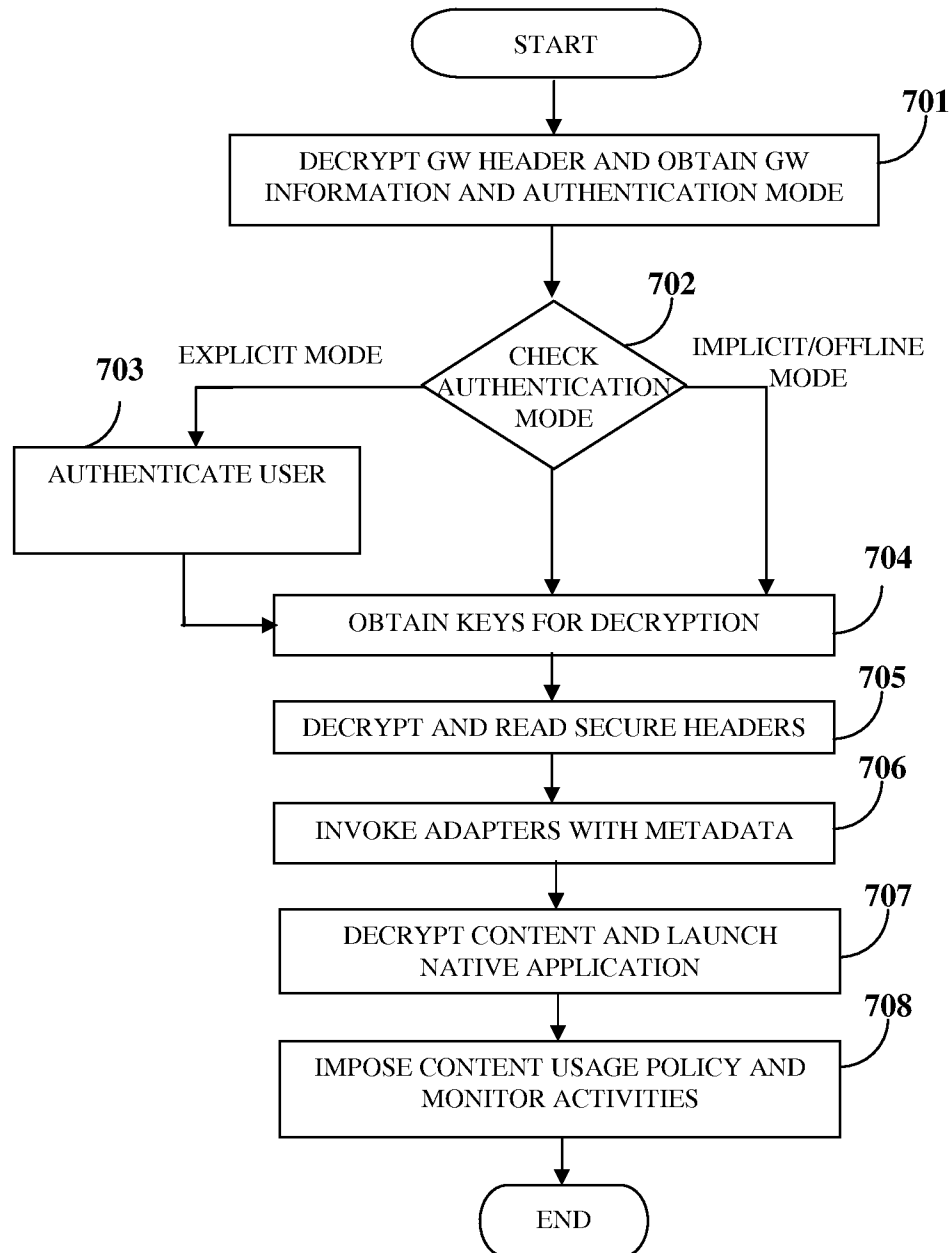 START
701
DECRYPT GW HEADER AND OBTAIN GW
INFORMATION AND AUTHENTICATION MODE
702
EXPLICIT MODE
IMPLICIT/OFFLINE
MODE
703
CHECK
AUTHENTICATION
MODE
AUTHENTICATE USER
704
OBTAIN KEYS FOR DECRYPTION
705
DECRYPT AND READ SECURE HEADERS
706
INVOKE ADAPTERS WITH METADATA
707
DECRYPT CONTENT AND LAUNCH
NATIVE APPLICATION
708
IMPOSE CONTENT USAGE POLICY AND
MONITOR ACTIVITIES
END